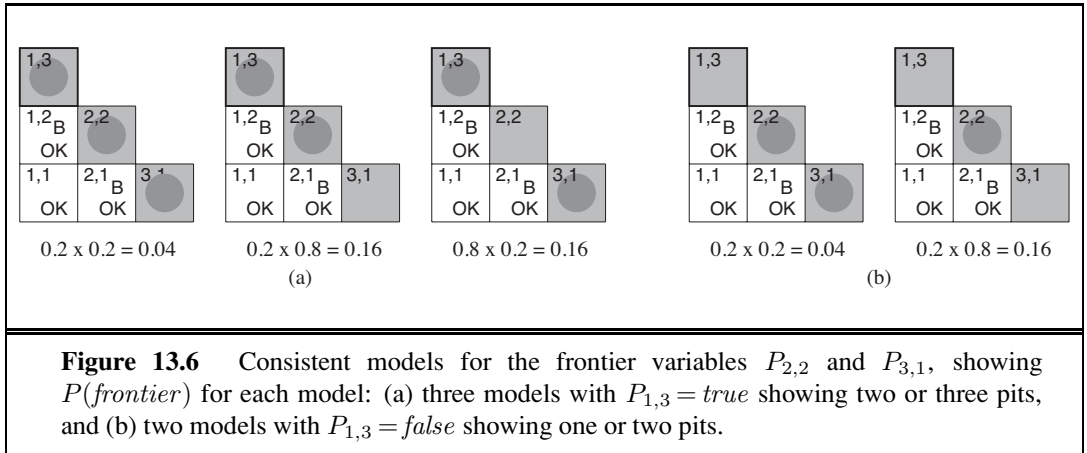 1,3
1,3
1,3
1,3
1,3
1,2 B 2,2
OK
1,2 B 2,2
OK
1,2 B 2,2
OK
1,2 B 2,2
OK
1,2 B 2,2
OK
1,1 2,1 B
OK OK
1,1 2,1 B 3,1
OK OK
1,1 2,1 B 3,1
OK OK
1,1 2,1 B 3,1
OK OK
1,1 2,1 B 3,1
OK OK
0.2 x 0.2 = 0.04
0.2 x 0.8 = 0.16
0.8 x 0.2 = 0.16
0.2 x 0.2 = 0.04
0.2 x 0.8 = 0.16
(a)
(b)
Figure 13.6 Consistent models for the frontier variables P2,2 and P3,1, showing
P(frontier) for each model: (a) three models with P1,3 = true showing two or three pits,
and (b) two models with P1,3 = false showing one or two pits.